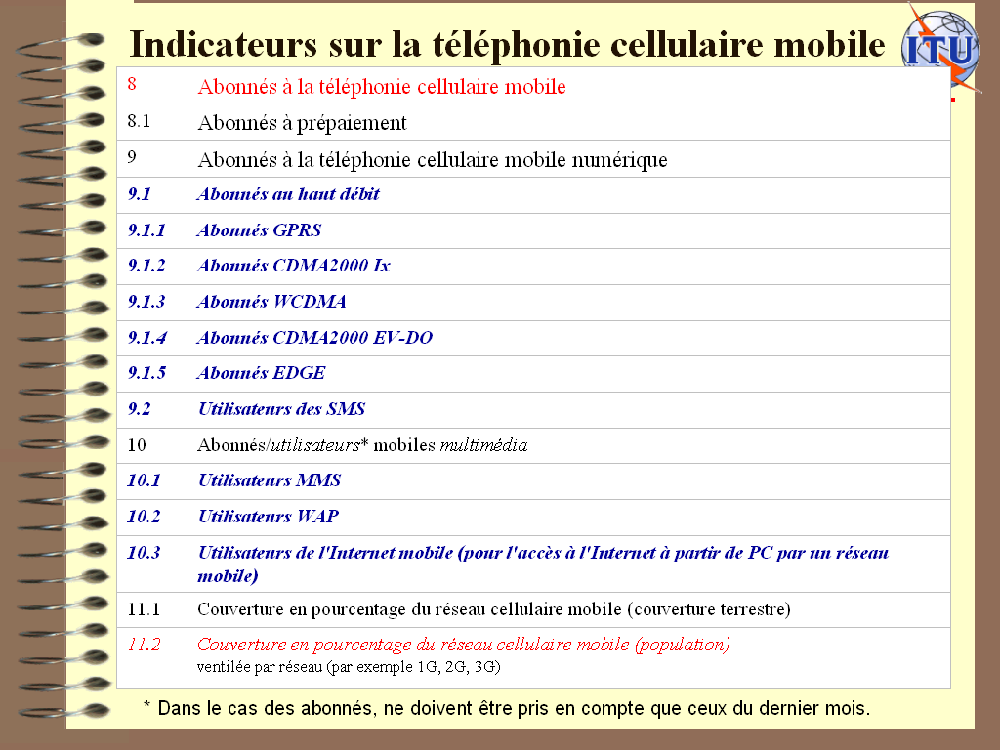 Indicateurs sur la téléphonie cellulaire mobile
ITU
8 Abonnés à la téléphonie cellulaire mobile
8.1 Abonnés à prépaiement
9 Abonnés à la téléphonie cellulaire mobile numérique
9.1 Abonnés au haut débit
9.1.1 Abonnés GPRS
9.1.2 Abonnés CDMA2000 Ix
9.1.3 Abonnés WCDMA
9.1.4 Abonnés CDMA2000 EV-DO
9.1.5 Abonnés EDGE
9.2 Utilisateurs des SMS
10 Abonnés/utilisateurs* mobiles multimédia
10.1 Utilisateurs MMS
10.2 Utilisateurs WAP
10.3 Utilisateurs de l'Internet mobile (pour l'accès à l'Internet à partir de PC par un réseau
mobile)
11.1 Couverture en pourcentage du réseau cellulaire mobile (couverture terrestre)
11.2 Couverture en pourcentage du réseau cellulaire mobile (population)
ventilée par réseau (par exemple 1G, 2G, 3G)
* Dans le cas des abonnés, ne doivent être pris en compte que ceux du dernier mois.